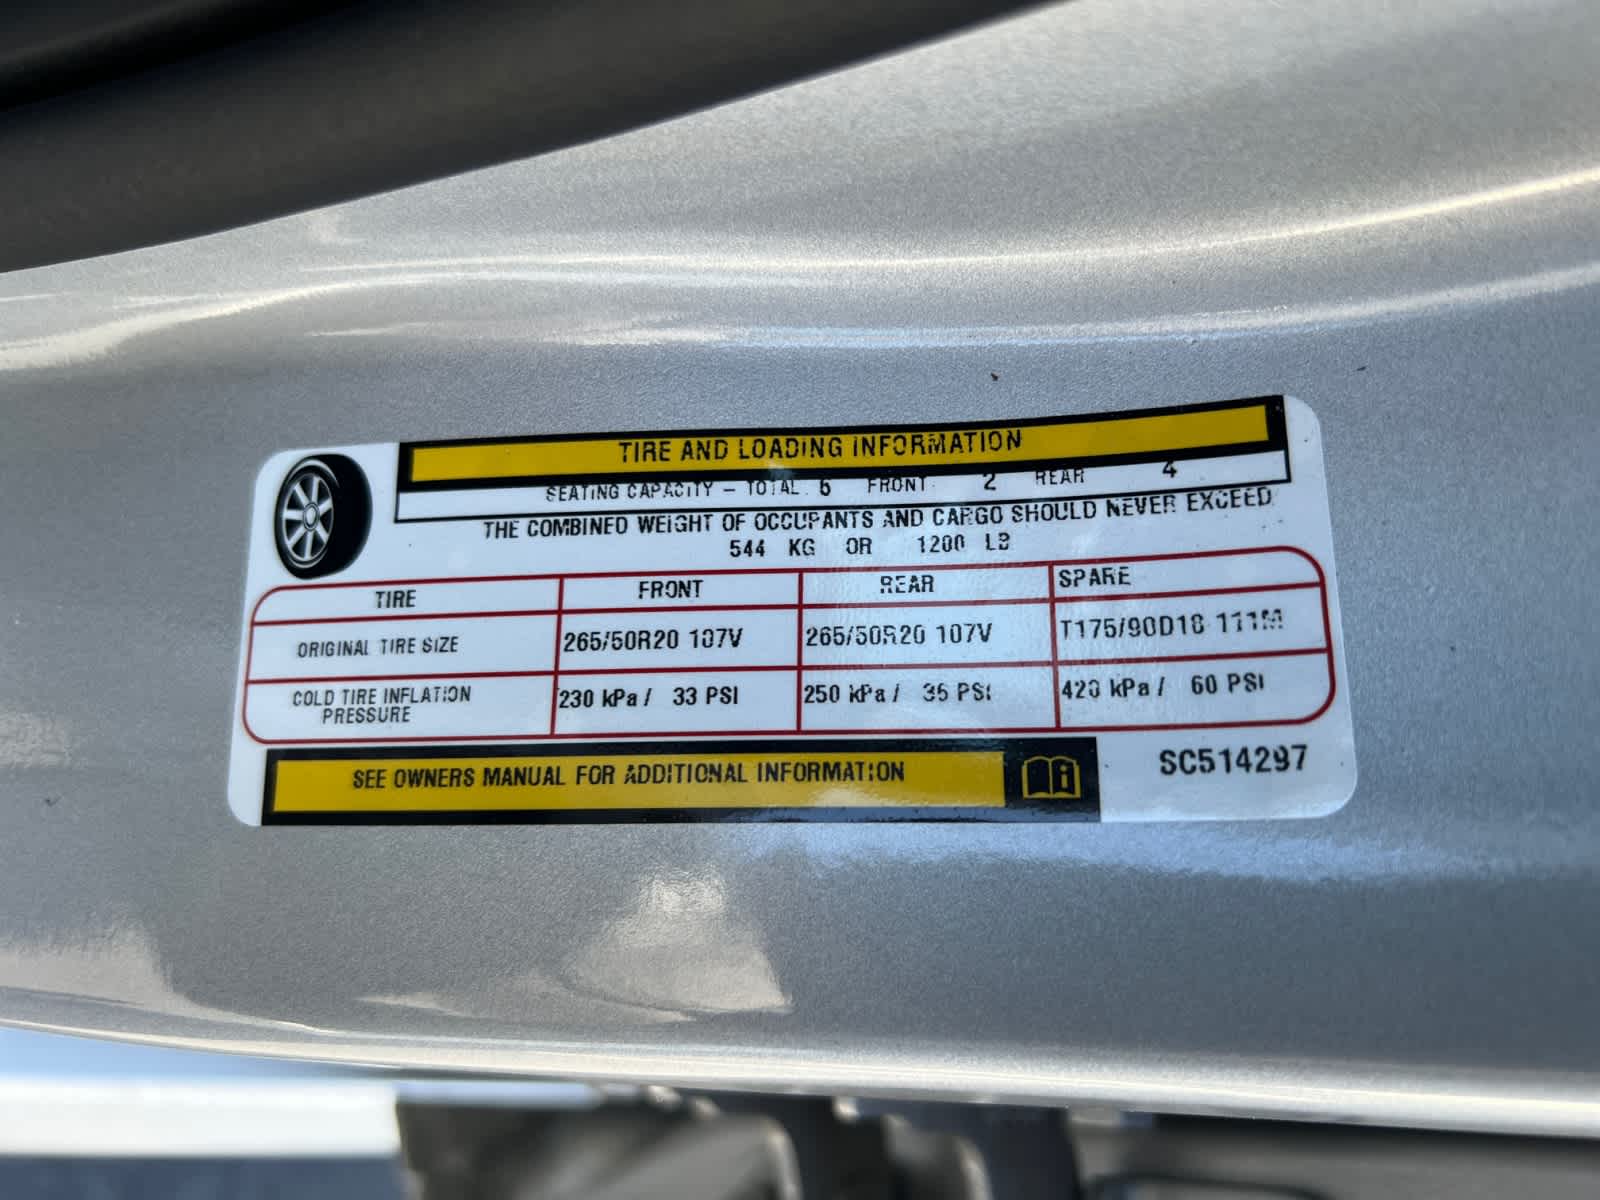 TIRE AND LOADING INFORMATION
SEATING CAPACITY - TOTAL 6 FRONT 2 REAR 4
THE COMBINED WEIGHT OF OCCUPANTS AND CARGO SHOULD NEVER EXCEED
544 KG OR 1200 LB
TIRE FRONT REAR SPARE
ORIGINAL TIRE SIZE 265/50R20 107V 265/50R20 107V T175/90D18 111M
COLD TIRE INFLATION PRESSURE 230 kPa / 33 PSI 250 kPa / 36 PSI 420 kPa / 60 PSI
SEE OWNERS MANUAL FOR ADDITIONAL INFORMATION
SC514297